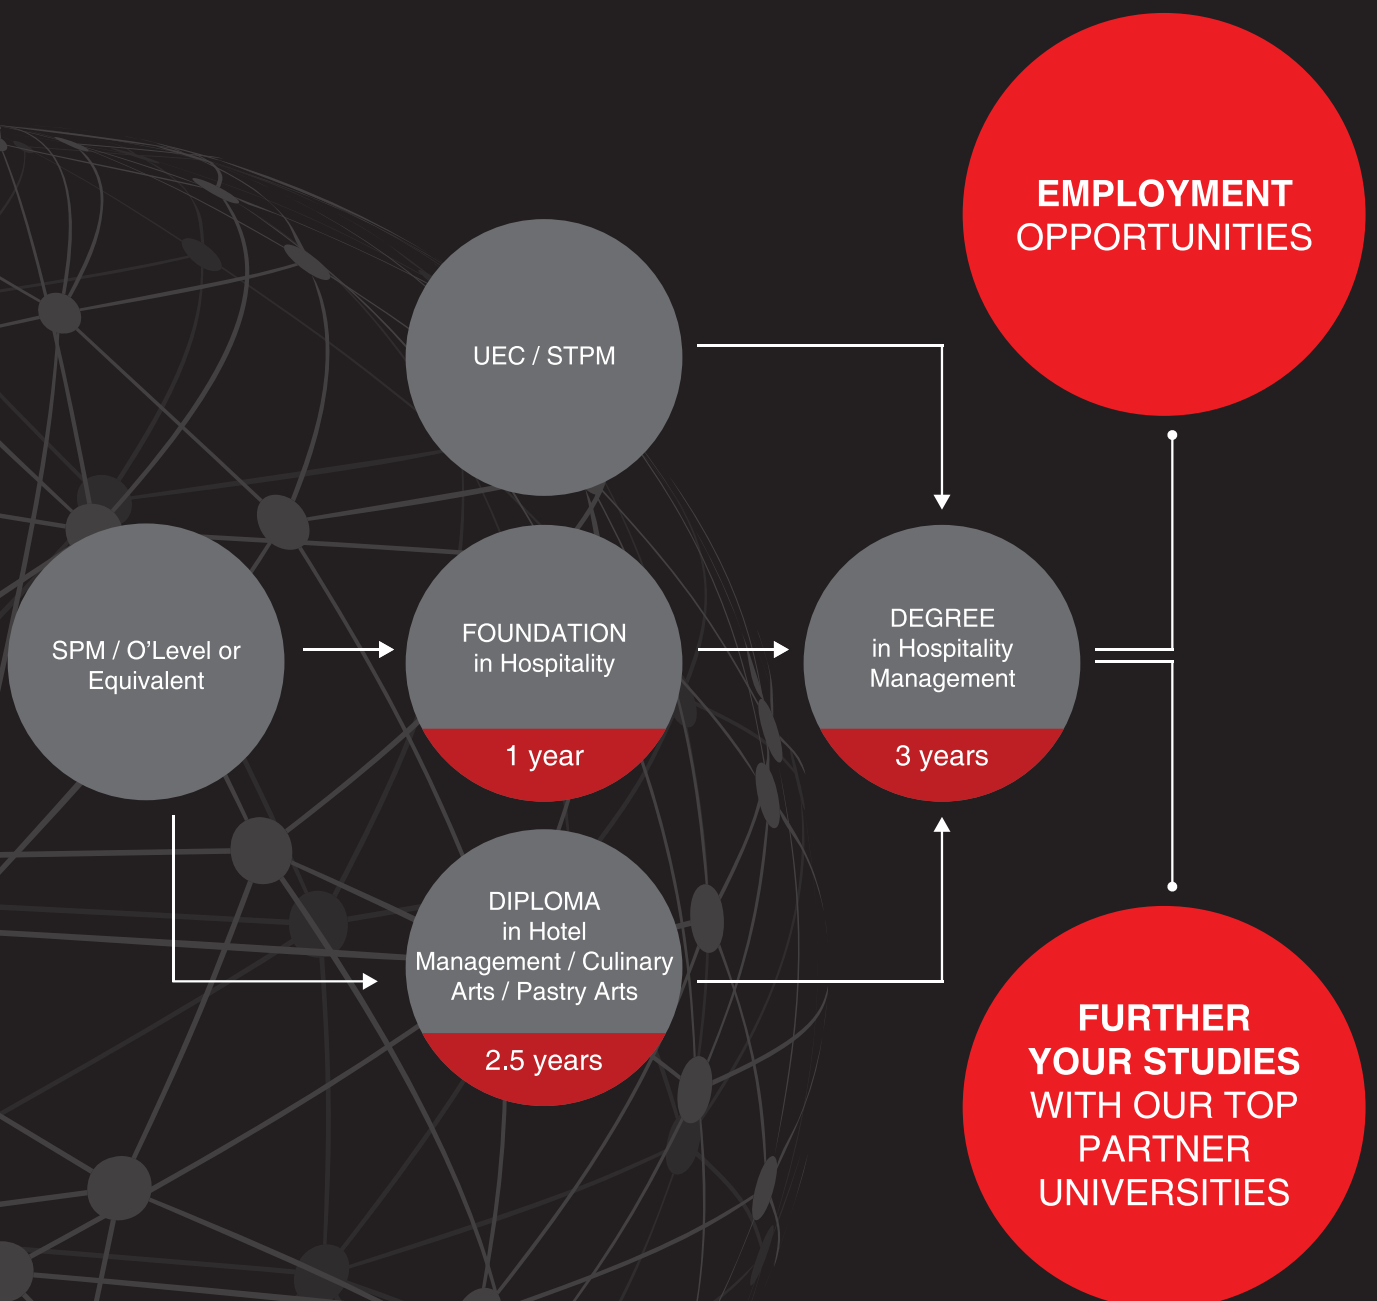 EMPLOYMENT
OPPORTUNITIES
UEC / STPM
SPM / O’Level or
Equivalent
FOUNDATION
in Hospitality
1 year
DEGREE
in Hospitality
Management
3 years
DIPLOMA
in Hotel
Management / Culinary
Arts / Pastry Arts
2.5 years
FURTHER
YOUR STUDIES
WITH OUR TOP
PARTNER
UNIVERSITIES